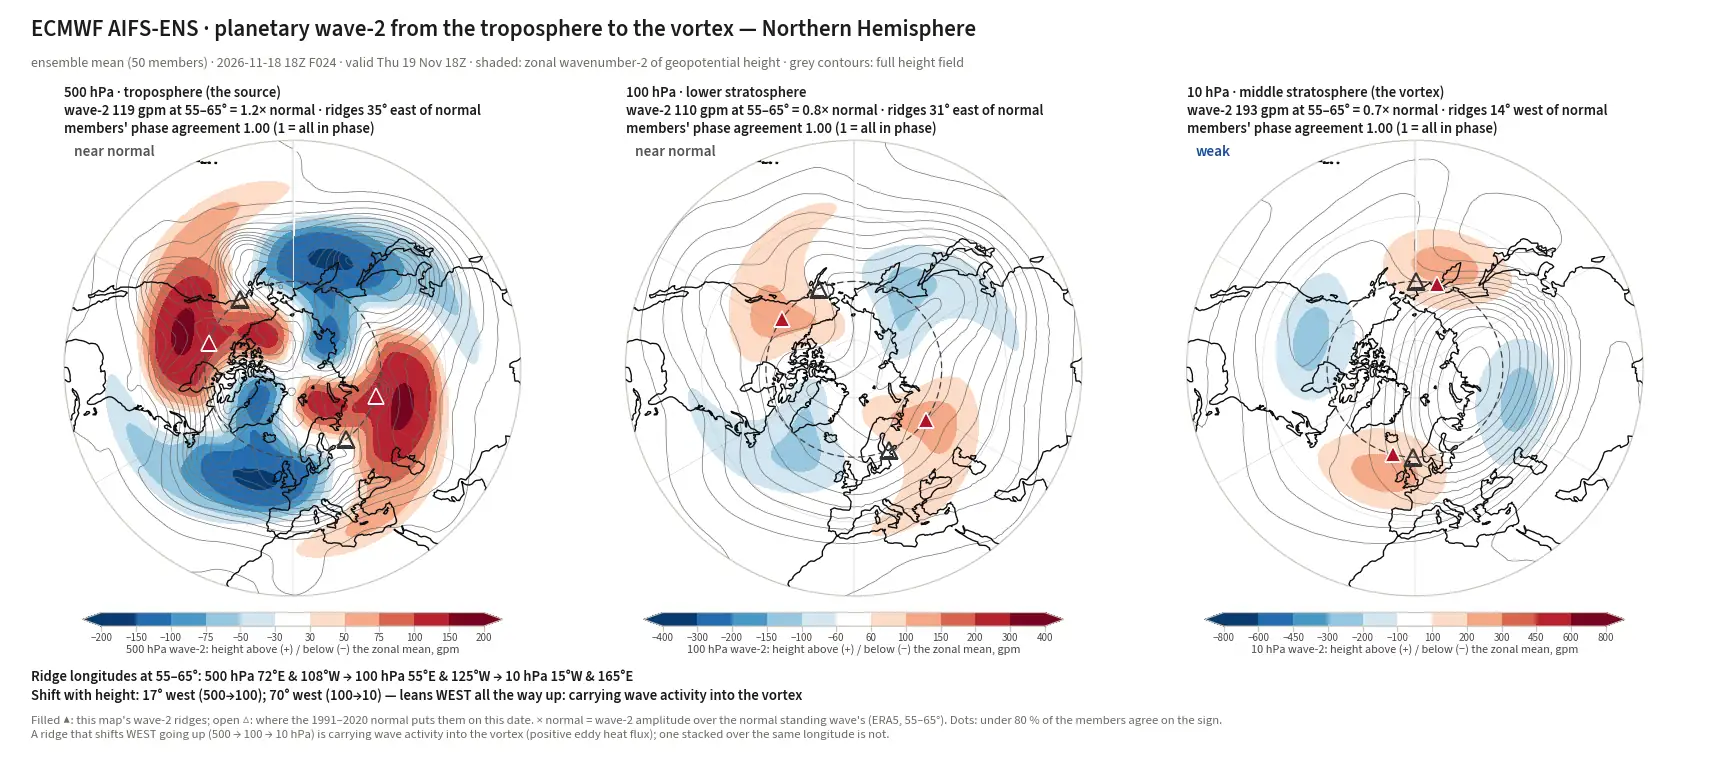 ECMWF AIFS-ENS · planetary wave-2 from the troposphere to the vortex — Northern Hemisphere
ensemble mean (50 members) · 2026-11-18 18Z F024 · valid Thu 19 Nov 18Z · shaded: zonal wavenumber-2 of geopotential height · grey contours: full height field
500 hPa · troposphere (the source)
wave-2 119 gpm at 55–65° = 1.2× normal · ridges 35° east of normal
members' phase agreement 1.00 (1 = all in phase)
near normal
100 hPa · lower stratosphere
wave-2 110 gpm at 55–65° = 0.8× normal · ridges 31° east of normal
members' phase agreement 1.00 (1 = all in phase)
near normal
10 hPa · middle stratosphere (the vortex)
wave-2 193 gpm at 55–65° = 0.7× normal · ridges 14° west of normal
members' phase agreement 1.00 (1 = all in phase)
weak
−200 −150 −100 −75 −50 −30 30 50 75 100 150 200
500 hPa wave-2: height above (+) / below (−) the zonal mean, gpm
−400 −300 −200 −150 −100 −60 60 100 150 200 300 400
100 hPa wave-2: height above (+) / below (−) the zonal mean, gpm
−800 −600 −450 −300 −200 −100 100 200 300 450 600 800
10 hPa wave-2: height above (+) / below (−) the zonal mean, gpm
Ridge longitudes at 55–65°: 500 hPa 72°E & 108°W → 100 hPa 55°E & 125°W → 10 hPa 15°W & 165°E
Shift with height: 17° west (500→100); 70° west (100→10) — leans WEST all the way up: carrying wave activity into the vortex
Filled ▲: this map's wave-2 ridges; open △: where the 1991–2020 normal puts them on this date. × normal = wave-2 amplitude over the normal standing wave's (ERA5, 55–65°). Dots: under 80 % of the members agree on the sign.
A ridge that shifts WEST going up (500 → 100 → 10 hPa) is carrying wave activity into the vortex (positive eddy heat flux); one stacked over the same longitude is not.